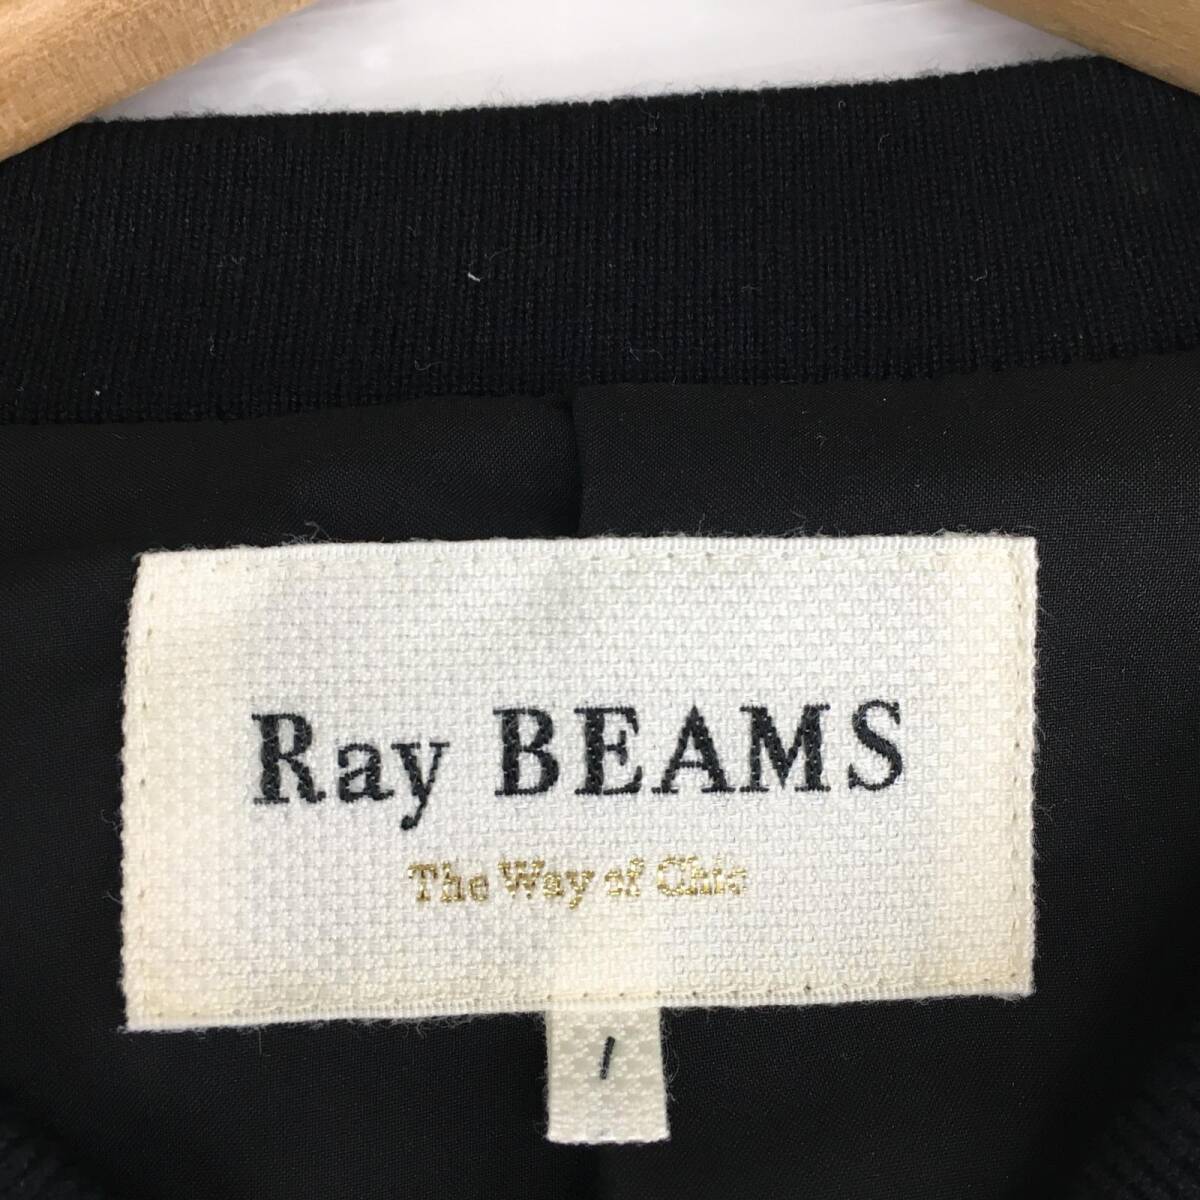 Ray BEAMS
The Way of Chic
1